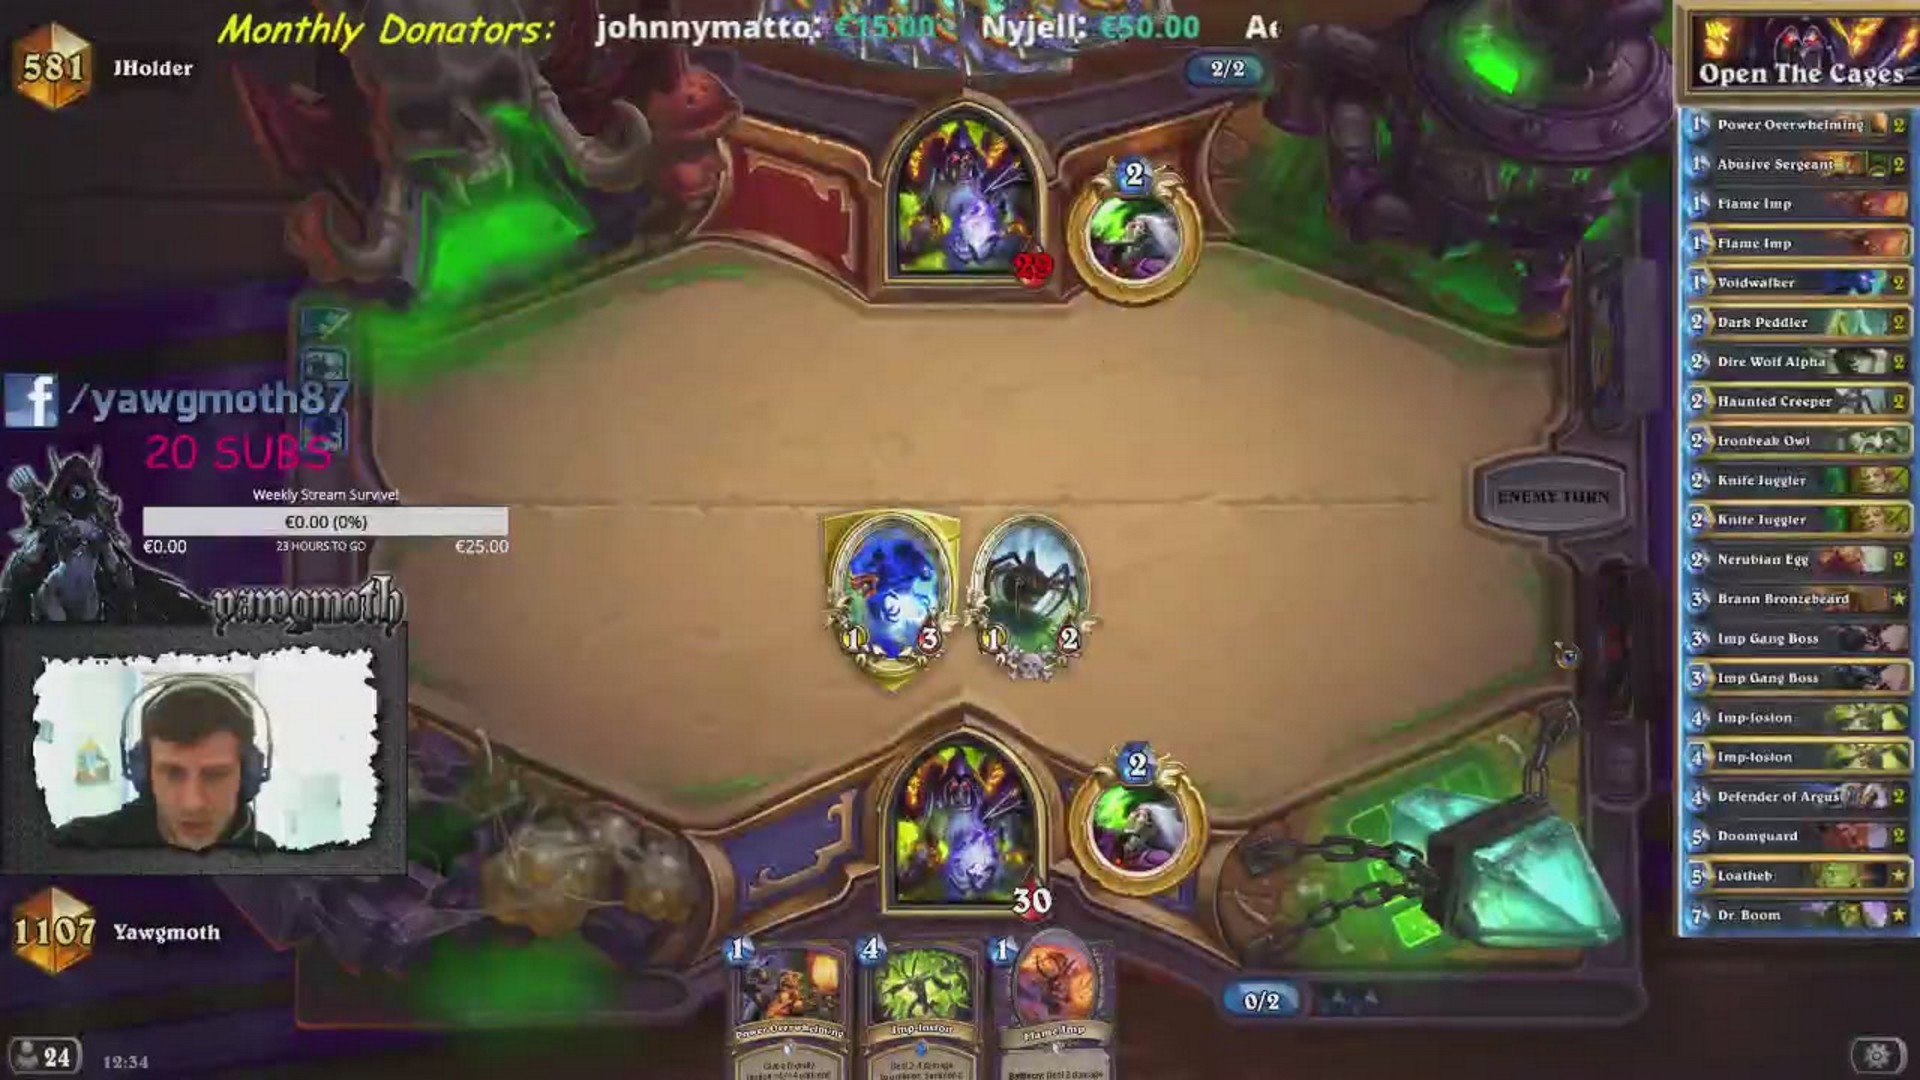 Monthly Donators: johnnymatto: €15.00 Nyjell: €50.00
581 JHolder
2/2
2
29
/yawgmoth87
20 SUBS
Weekly Stream Survive!
€0.00 (0%)
€0.00 23 HOURS TO GO €25.00
yawgmoth
ENEMY TURN
1 3 1 2
2
30
1107 Yawgmoth
1 4 1
Power Overwhelming Imp-losion Flame Imp
0/2
24 12:34
Open The Cages
1 Power Overwhelming 2
1 Abusive Sergeant 2
1 Flame Imp
1 Flame Imp
1 Voidwalker 2
2 Dark Peddler 2
2 Dire Wolf Alpha 2
2 Haunted Creeper 2
2 Ironbeak Owl
2 Knife Juggler
2 Knife Juggler
2 Nerubian Egg 2
3 Brann Bronzebeard
3 Imp Gang Boss
3 Imp Gang Boss
4 Imp-losion
4 Imp-losion
4 Defender of Argus 2
5 Doomguard 2
5 Loatheb
7 Dr. Boom